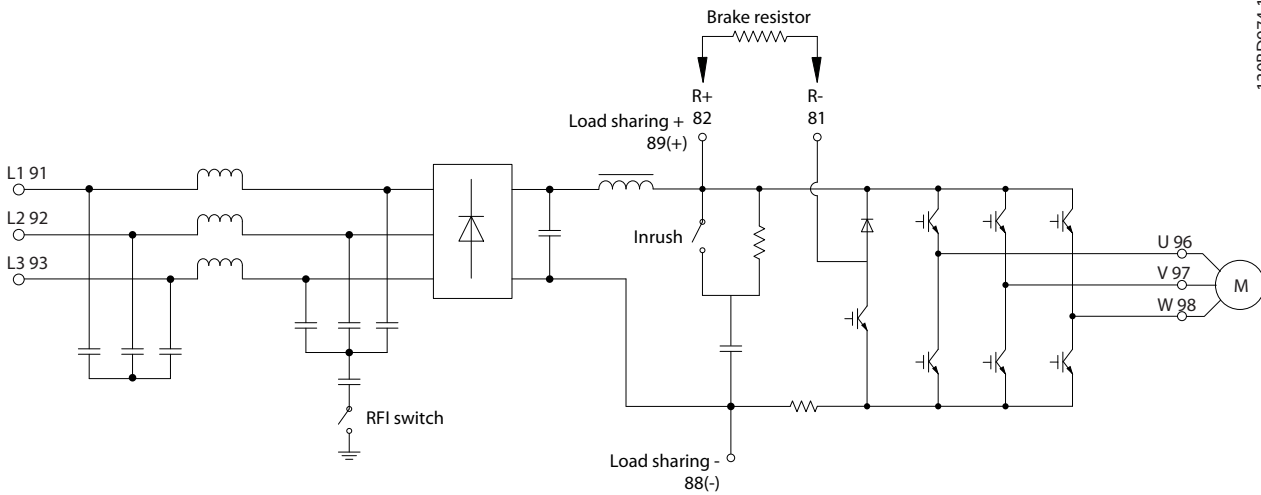 Brake resistor
R+
82
R-
81
Load sharing +
89(+)
L1 91
L2 92
L3 93
Inrush
U 96
V 97
W 98
M
RFI switch
Load sharing -
88(-)